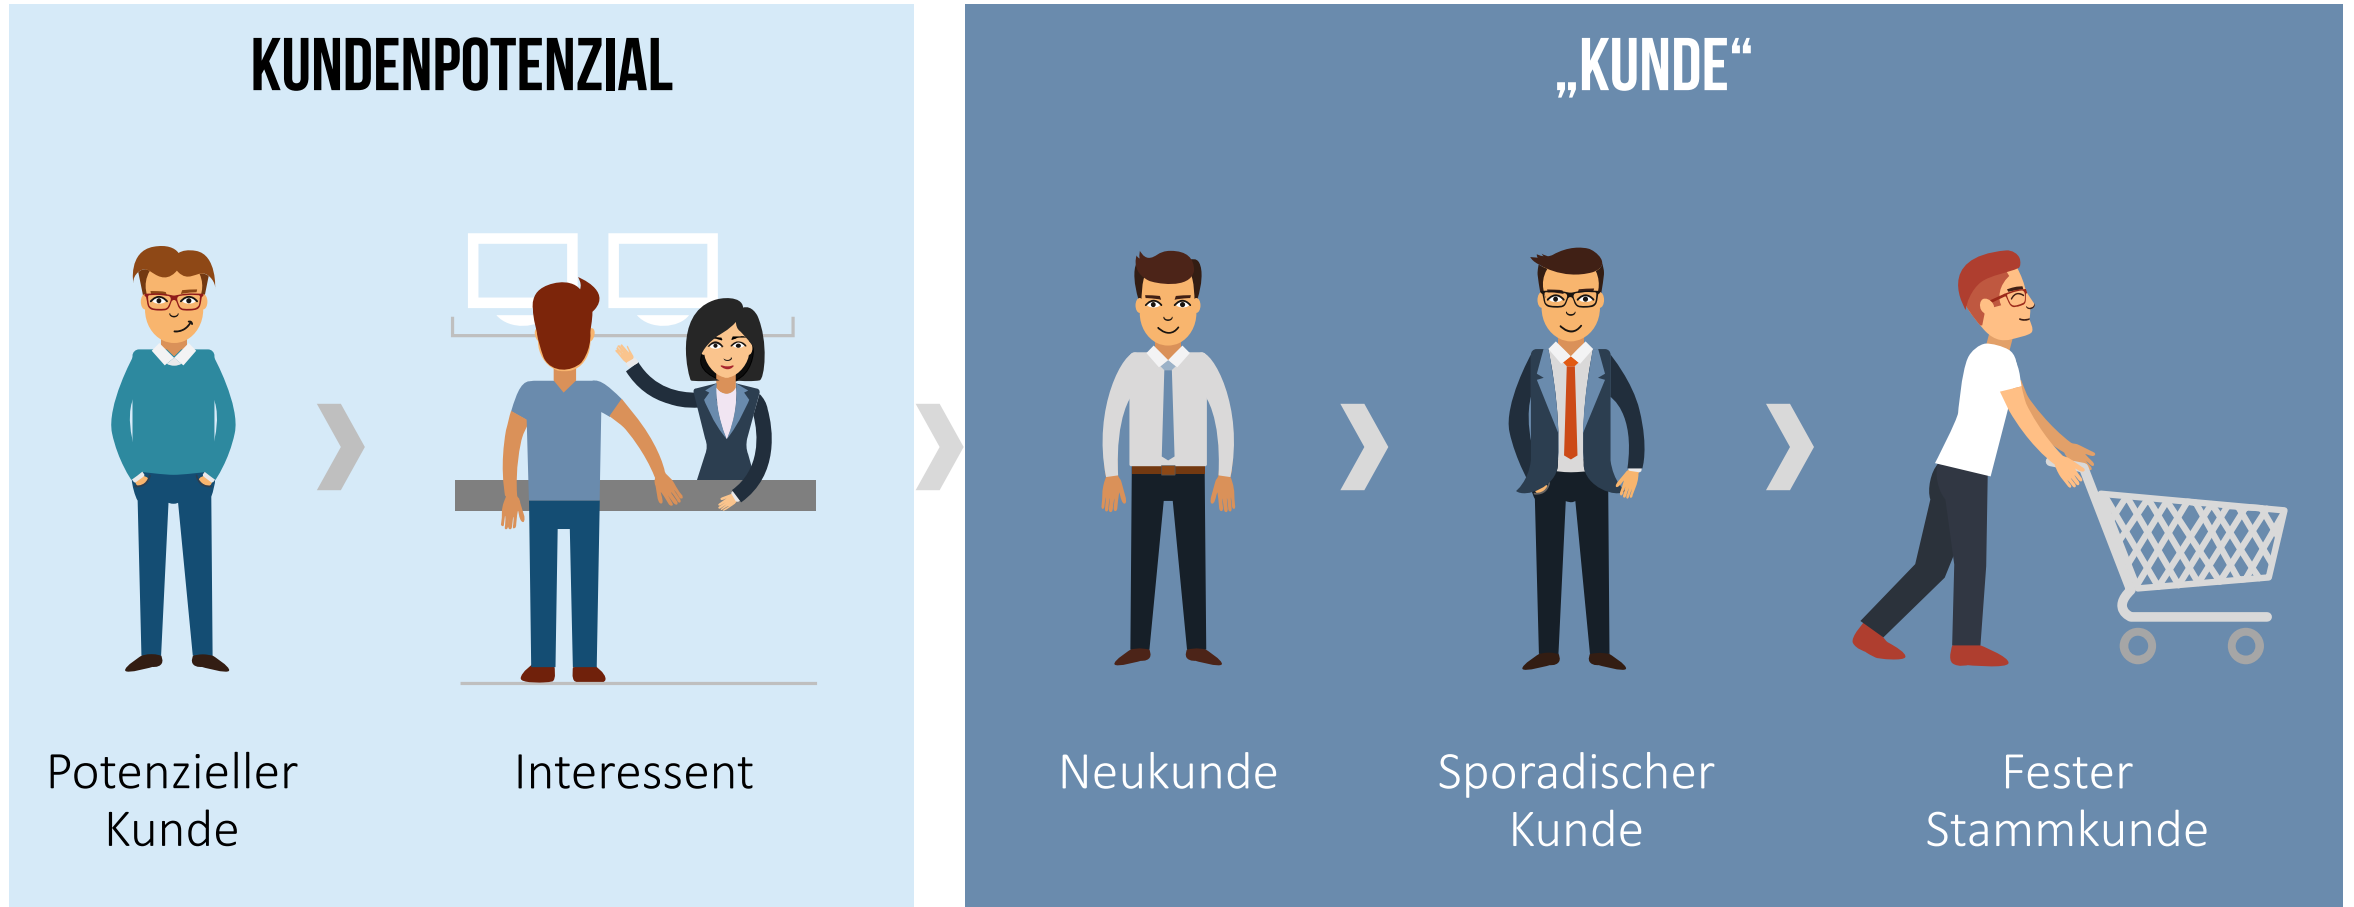 KUNDENPOTENZIAL
Potenzieller
Kunde
Interessent
„KUNDE“
Neukunde
Sporadischer
Kunde
Fester
Stammkunde